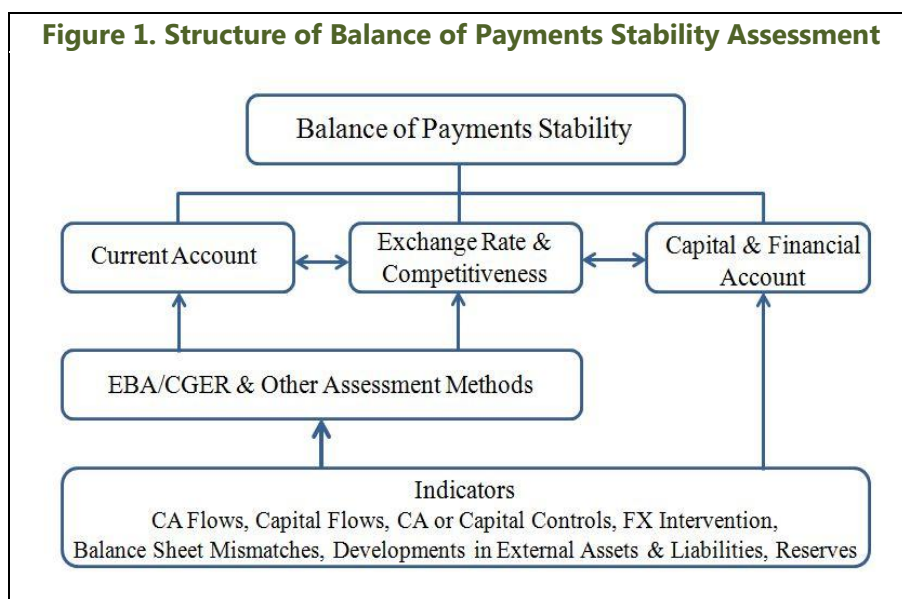 Figure 1. Structure of Balance of Payments Stability Assessment
Balance of Payments Stability
Current Account
Exchange Rate &
Competitiveness
Capital & Financial
Account
EBA/CGER & Other Assessment Methods
Indicators
CA Flows, Capital Flows, CA or Capital Controls, FX Intervention,
Balance Sheet Mismatches, Developments in External Assets & Liabilities, Reserves